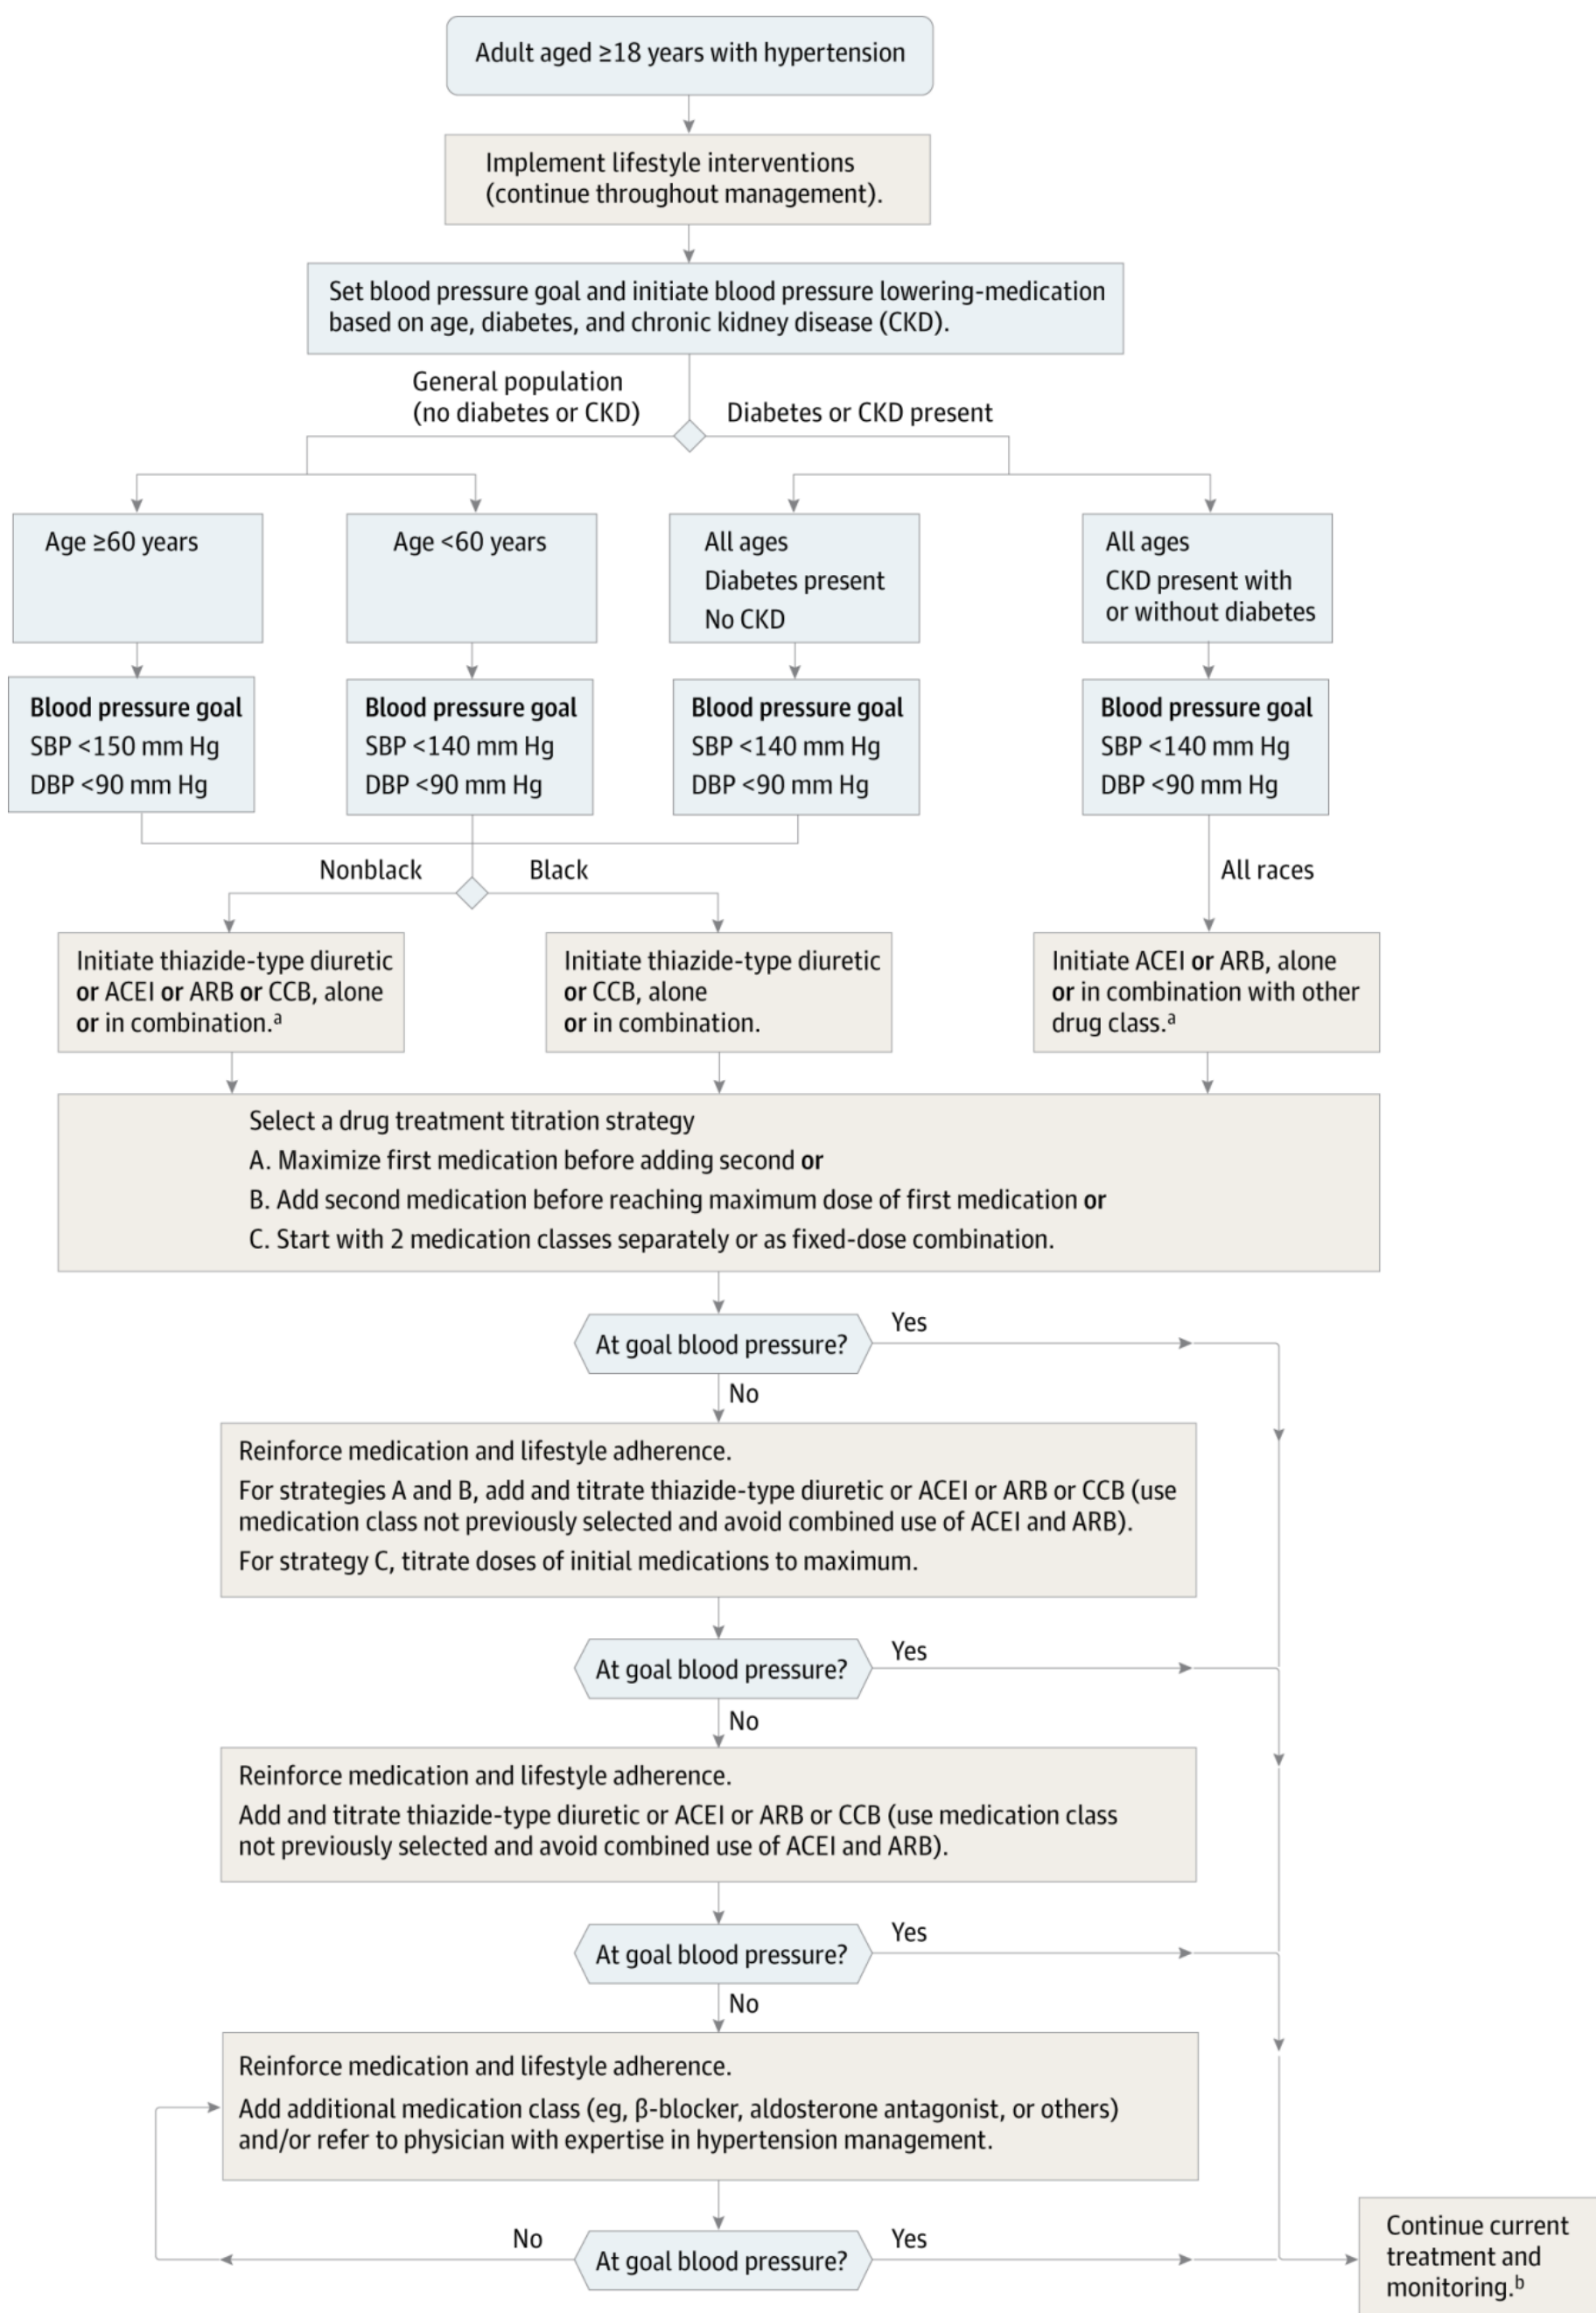 Adult aged ≥18 years with hypertension
Implement lifestyle interventions
(continue throughout management).
Set blood pressure goal and initiate blood pressure lowering-medication
based on age, diabetes, and chronic kidney disease (CKD).
General population
(no diabetes or CKD)
Diabetes or CKD present
Age ≥60 years
Age <60 years
All ages
Diabetes present
No CKD
All ages
CKD present with
or without diabetes
Blood pressure goal
SBP <150 mm Hg
DBP <90 mm Hg
Blood pressure goal
SBP <140 mm Hg
DBP <90 mm Hg
Blood pressure goal
SBP <140 mm Hg
DBP <90 mm Hg
Blood pressure goal
SBP <140 mm Hg
DBP <90 mm Hg
Nonblack
Black
All races
Initiate thiazide-type diuretic
or ACEI or ARB or CCB, alone
or in combination.ᵃ
Initiate thiazide-type diuretic
or CCB, alone
or in combination.
Initiate ACEI or ARB, alone
or in combination with other
drug class.ᵃ
Select a drug treatment titration strategy
A. Maximize first medication before adding second or
B. Add second medication before reaching maximum dose of first medication or
C. Start with 2 medication classes separately or as fixed-dose combination.
At goal blood pressure?
Yes
No
Reinforce medication and lifestyle adherence.
For strategies A and B, add and titrate thiazide-type diuretic or ACEI or ARB or CCB (use
medication class not previously selected and avoid combined use of ACEI and ARB).
For strategy C, titrate doses of initial medications to maximum.
At goal blood pressure?
Yes
No
Reinforce medication and lifestyle adherence.
Add and titrate thiazide-type diuretic or ACEI or ARB or CCB (use medication class
not previously selected and avoid combined use of ACEI and ARB).
At goal blood pressure?
Yes
No
Reinforce medication and lifestyle adherence.
Add additional medication class (eg, β-blocker, aldosterone antagonist, or others)
and/or refer to physician with expertise in hypertension management.
No
At goal blood pressure?
Yes
Continue current
treatment and
monitoring.ᵇ